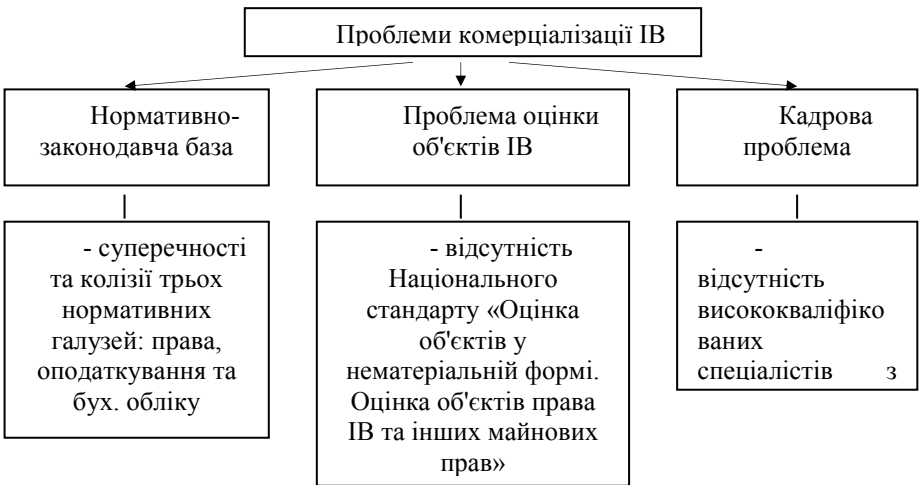 Проблеми комерціалізації ІВ
Нормативно-
законодавча база
Проблема оцінки
об'єктів ІВ
Кадрова
проблема
- суперечності
та колізії трьох
нормативних
галузей: права,
оподаткування та
бух. обліку
- відсутність
Національного
стандарту «Оцінка
об'єктів у
нематеріальній формі.
Оцінка об'єктів права
ІВ та інших майнових
прав»
-
відсутність
висококваліфіко
ваних
спеціалістів з